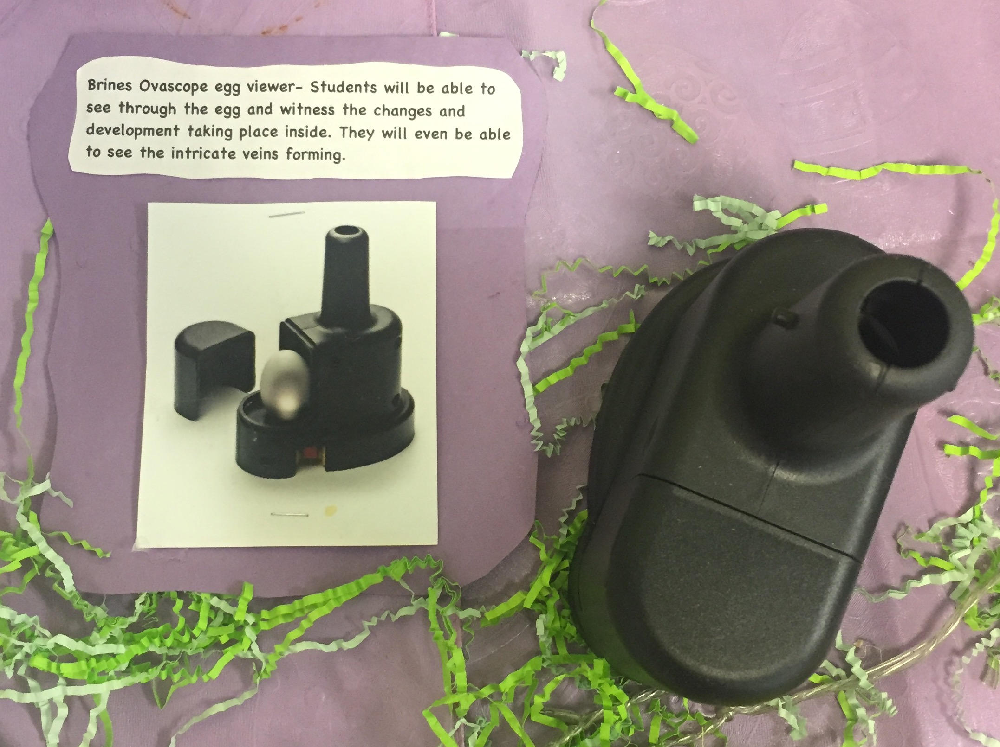 Brines Ovascope egg viewer- Students will be able to
see through the egg and witness the changes and
development taking place inside. They will even be able
to see the intricate veins forming.